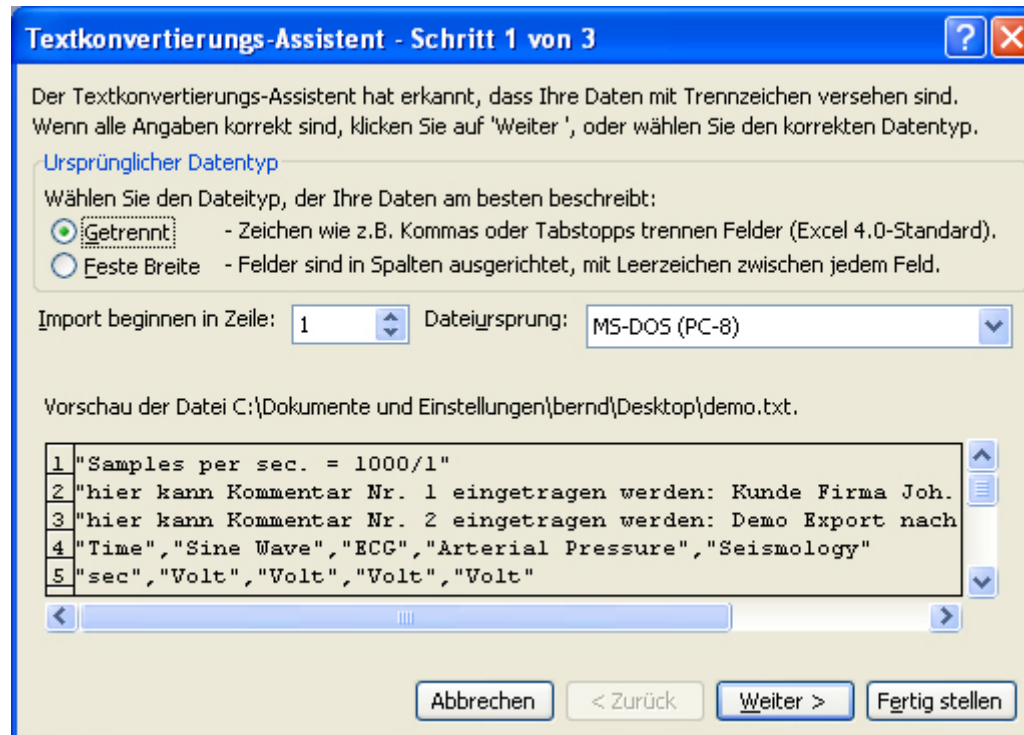 Textkonvertierungs-Assistent - Schritt 1 von 3
Der Textkonvertierungs-Assistent hat erkannt, dass Ihre Daten mit Trennzeichen versehen sind.
Wenn alle Angaben korrekt sind, klicken Sie auf 'Weiter ', oder wählen Sie den korrekten Datentyp.
Ursprünglicher Datentyp
Wählen Sie den Dateityp, der Ihre Daten am besten beschreibt:
Getrennt - Zeichen wie z.B. Kommas oder Tabstopps trennen Felder (Excel 4.0-Standard).
Feste Breite - Felder sind in Spalten ausgerichtet, mit Leerzeichen zwischen jedem Feld.
Import beginnen in Zeile: 1 Dateiursprung: MS-DOS (PC-8)
Vorschau der Datei C:\Dokumente und Einstellungen\bernd\Desktop\demo.txt.
1 "Samples per sec. = 1000/1"
2 "hier kann Kommentar Nr. 1 eingetragen werden: Kunde Firma Joh.
3 "hier kann Kommentar Nr. 2 eingetragen werden: Demo Export nach
4 "Time","Sine Wave","ECG","Arterial Pressure","Seismology"
5 "sec","Volt","Volt","Volt","Volt"
Abbrechen < Zurück Weiter > Fertig stellen